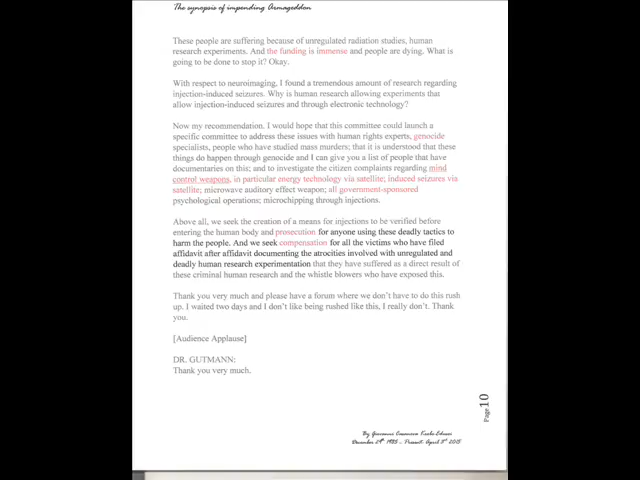 The synopsis of impending Armageddon
These people are suffering because of unregulated radiation studies, human
research experiments. And the funding is immense and people are dying. What is
going to be done to stop it? Okay.
With respect to neuroimaging, I found a tremendous amount of research regarding
injection-induced seizures. Why is human research allowing experiments that
allow injection-induced seizures and through electronic technology?
Now my recommendation, I would hope that this committee could launch a
specific committee to address these issues with human rights experts, genocide
specialists, people who have studied mass murders; that it is understood that these
things do happen through genocide and I can give you a list of people that have
documentaries on this; and to investigate the citizen complaints regarding mind
control weapons, in particular energy technology via satellite; induced seizures via
satellite; microwave auditory effect weapon; all government-sponsored
psychological operations; microchipping through injections.
Above all, we seek the creation of a means for injections to be verified before
entering the human body and prosecution for anyone using these deadly tactics to
harm the people. And we seek compensation for all the victims who have filed
affidavit after affidavit documenting the atrocities involved with unregulated and
deadly human research experimentation that they have suffered as a direct result of
these criminal human research and the whistle blowers who have exposed this.
Thank you very much and please have a forum where we don't have to do this rush
up. I waited two days and I don't like being rushed like this, I really don't. Thank
you.
[Audience Applause]
DR. GUTMANN:
Thank you very much.
Page 10
By
December 29th 1985 - Present: April 3rd 2015